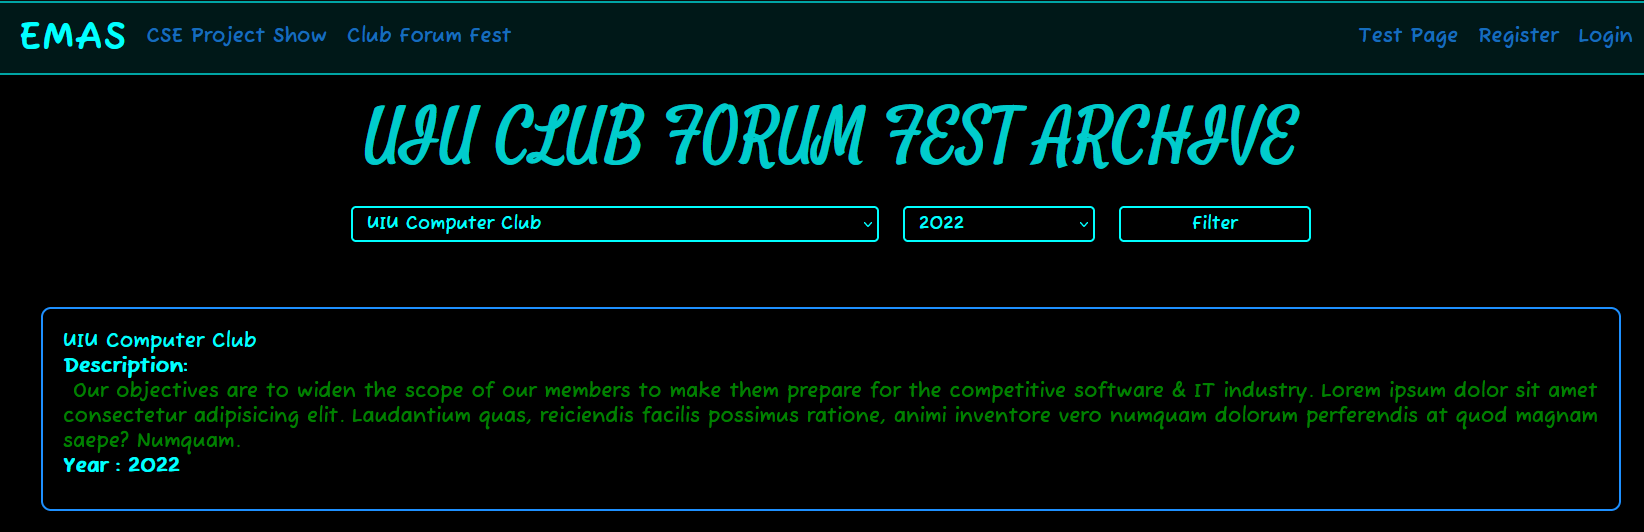 EMAS CSE Project Show Club Forum Fest Test Page Register Login
UIU CLUB FORUM FEST ARCHIVE
UIU Computer Club 2022 Filter
UIU Computer Club
Description:
Our objectives are to widen the scope of our members to make them prepare for the competitive software & IT industry. Lorem ipsum dolor sit amet
consectetur adipisicing elit. Laudantium quas, reiciendis facilis possimus ratione, animi inventore vero numquam dolorum perferendis at quod magnam
saepe? Numquam.
Year : 2022